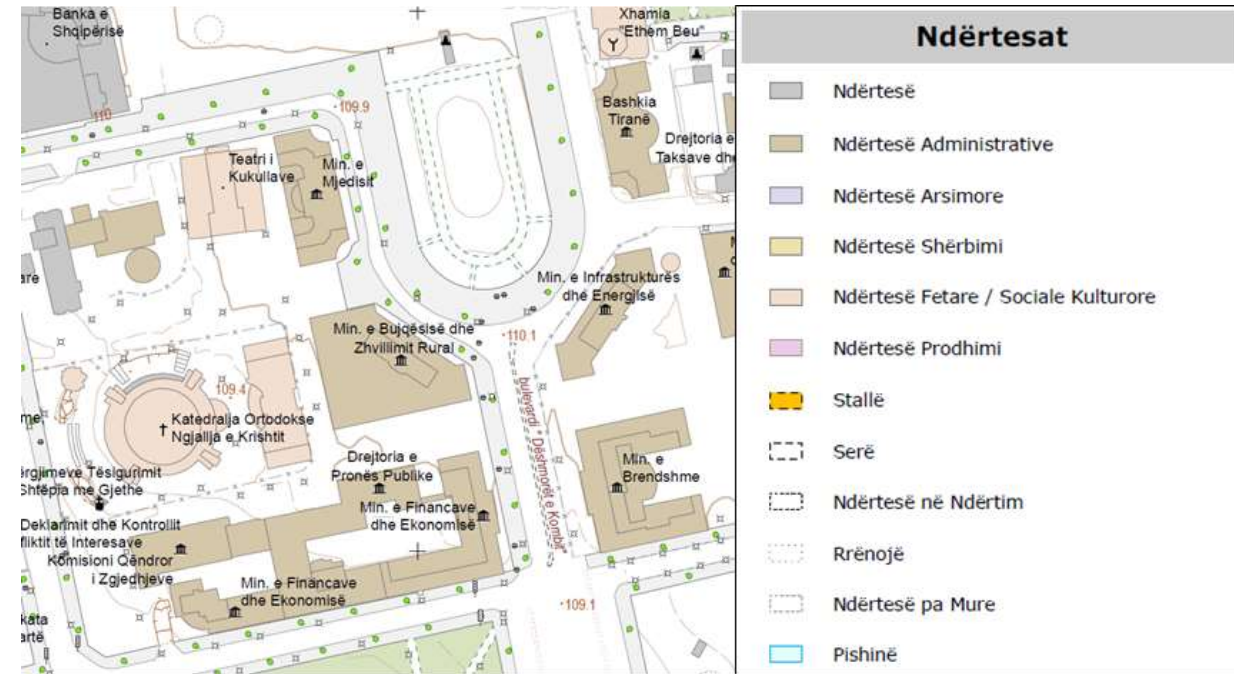 Banka e
Shqipërisë
Xhamia
"Ethem Beu"
110
109.9
Bashkia
Tiranë
Drejtoria e
Taksave dhe
Teatri i
Kukullave
Min. e
Mjedisit
Min. e Infrastrukturës
dhe Energjisë
Min. e Bujqësisë dhe
Zhvillimit Rural
110.1
109.4
Katedralja Ortodokse
Ngjallja e Krishtit
bulevardi " Dëshmorët e Kombit"
Drejtoria e
Pronës Publike
Min. e
Brendshme
Min. e Financave
dhe Ekonomisë
Shtëpia me Gjethe
Deklarimit dhe Kontrollit
të Interesave
Komisioni Qëndror
i Zgjedhjeve
Min. e Financave
dhe Ekonomisë
109.1
Ndërtesat
Ndërtesë
Ndërtesë Administrative
Ndërtesë Arsimore
Ndërtesë Shërbimi
Ndërtesë Fetare / Sociale Kulturore
Ndërtesë Prodhimi
Stallë
Serë
Ndërtesë në Ndërtim
Rrënojë
Ndërtesë pa Mure
Pishinë